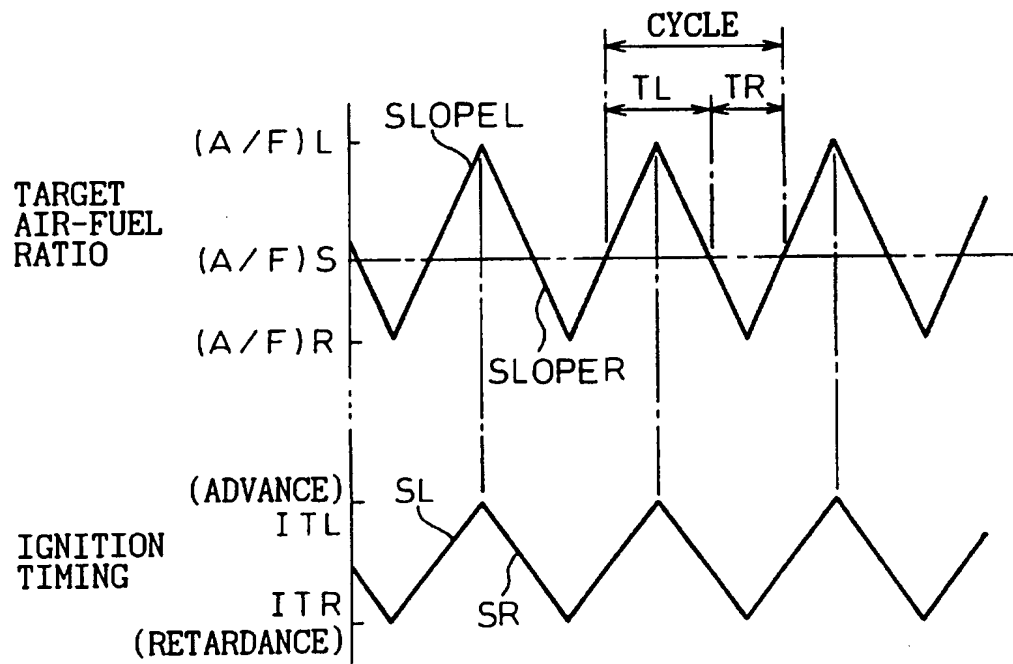 CYCLE
TL TR
SLOPEL
(A/F)L
TARGET
AIR-FUEL
RATIO
(A/F)S
(A/F)R
SLOPER
(ADVANCE)
ITL
SL
IGNITION
TIMING
ITR
SR
(RETARDANCE)